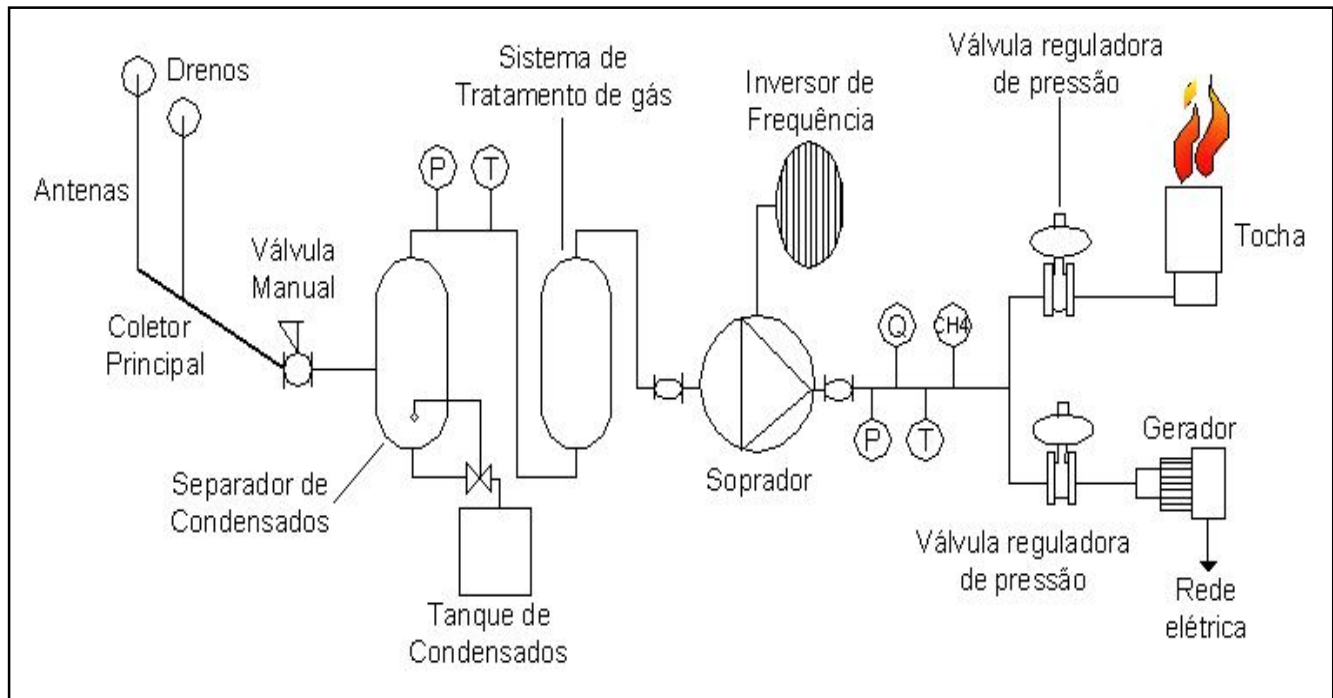 Drenos
Antenas
Coletor
Principal
Válvula
Manual
P
T
Separador de
Condensados
Tanque de
Condensados
Sistema de
Tratamento de gás
Inversor de
Frequência
Soprador
Q
CH4
P
T
Válvula reguladora
de pressão
Tocha
Válvula reguladora
de pressão
Gerador
Rede
elétrica